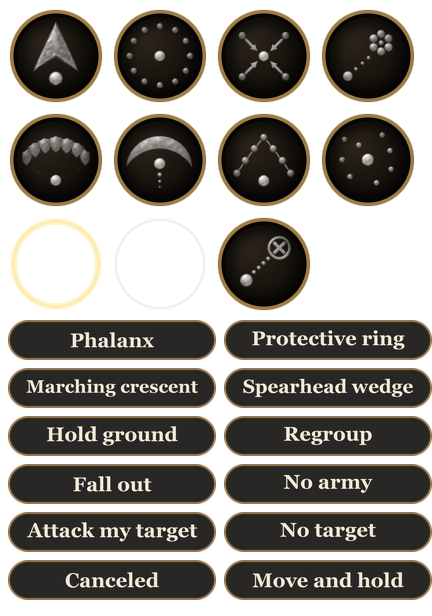 Phalanx
Protective ring
Marching crescent
Spearhead wedge
Hold ground
Regroup
Fall out
No army
Attack my target
No target
Canceled
Move and hold